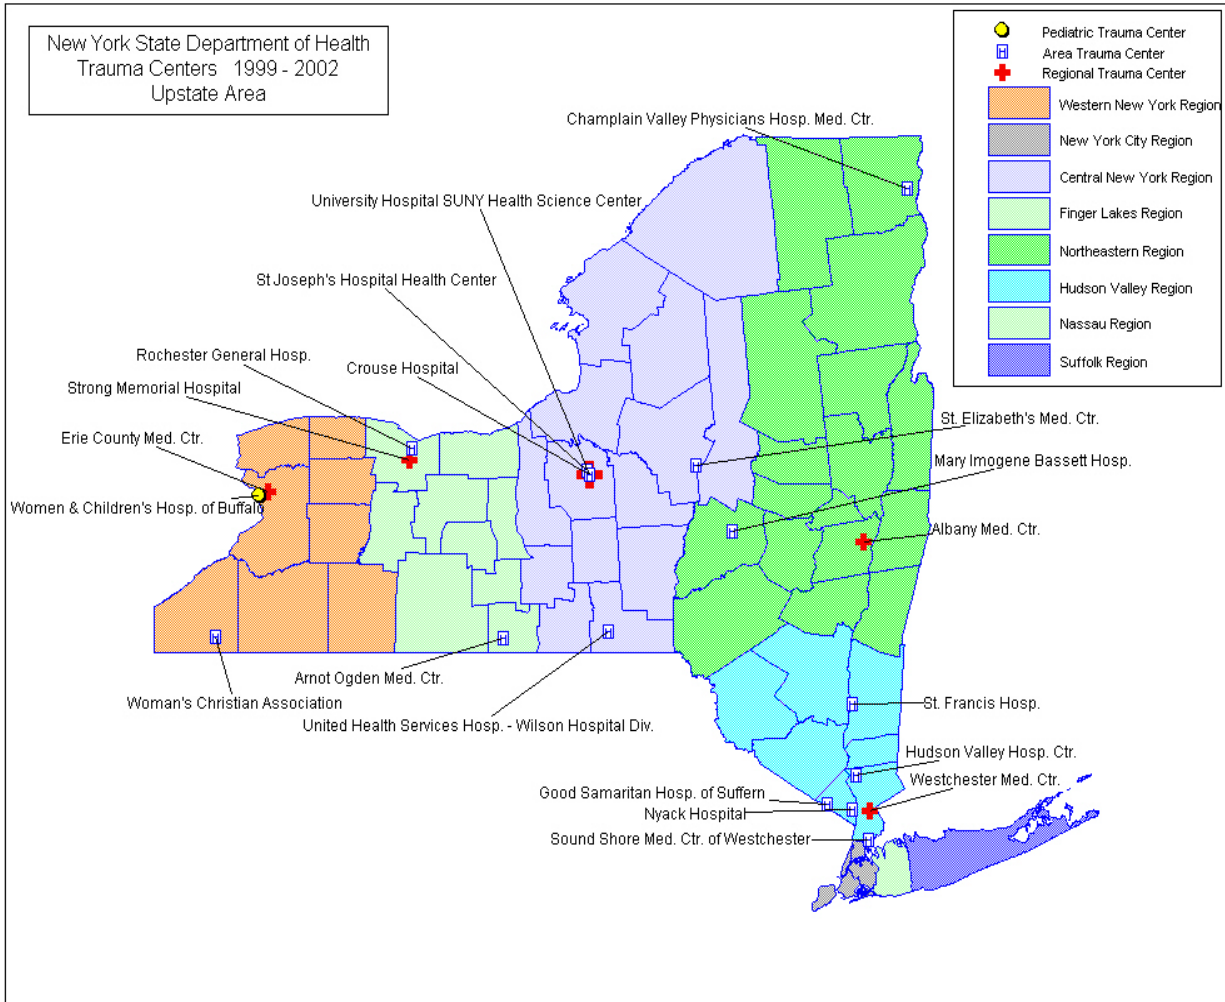 New York State Department of Health
Trauma Centers 1999 - 2002
Upstate Area
Pediatric Trauma Center
H Area Trauma Center
Regional Trauma Center
Western New York Region
New York City Region
Central New York Region
Finger Lakes Region
Northeastern Region
Hudson Valley Region
Nassau Region
Suffolk Region
Champlain Valley Physicians Hosp. Med. Ctr.
H
University Hospital SUNY Health Science Center
St Joseph's Hospital Health Center
Rochester General Hosp.
Crouse Hospital
Strong Memorial Hospital
St. Elizabeth's Med. Ctr.
Erie County Med. Ctr.
H
Mary Imogene Bassett Hosp.
H
H
Women & Children's Hosp. of Buffalo
H
Albany Med. Ctr.
H
H
H
Arnot Ogden Med. Ctr.
Woman's Christian Association
H
St. Francis Hosp.
United Health Services Hosp. - Wilson Hospital Div.
Hudson Valley Hosp. Ctr.
H
Westchester Med. Ctr.
Good Samaritan Hosp. of Suffern
H
Nyack Hospital
H
Sound Shore Med. Ctr. of Westchester
H